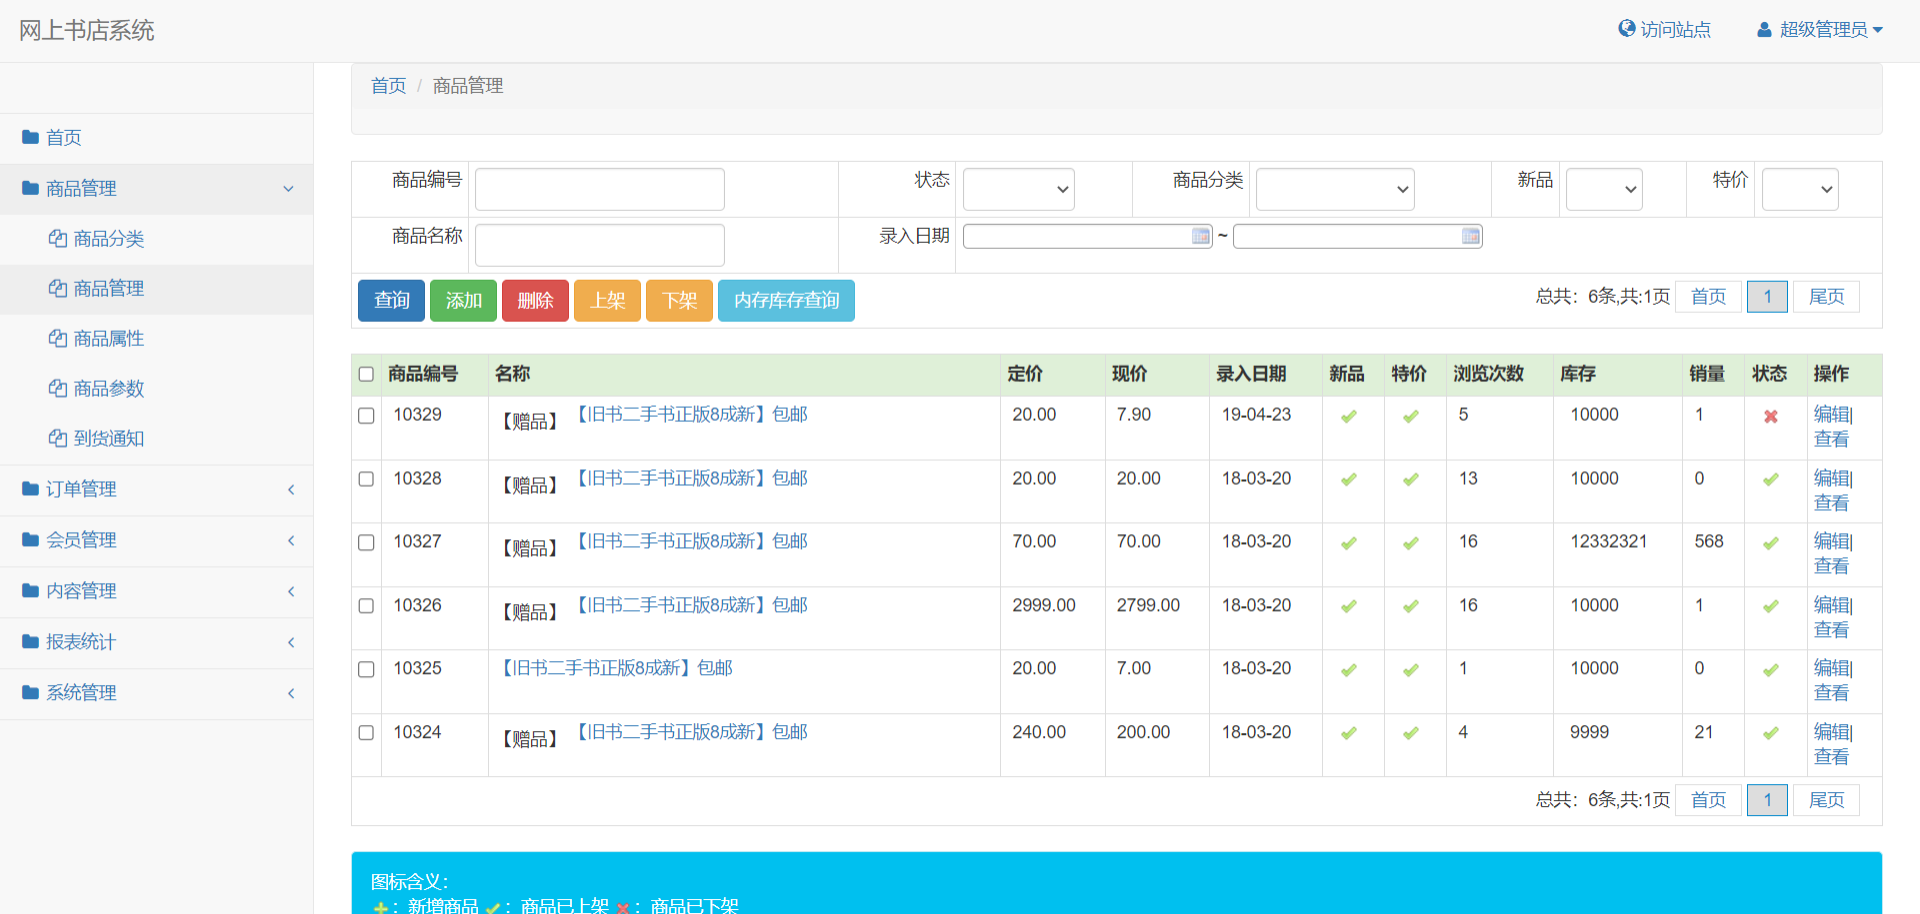 网上书店系统
访问站点
超级管理员
首页 / 商品管理
首页
商品管理
商品分类
商品管理
商品属性
商品参数
到货通知
订单管理
会员管理
内容管理
报表统计
系统管理
商品编号 状态 商品分类 新品 特价
商品名称 录入日期 ~
查询 添加 删除 上架 下架 内存库存查询 总共：6条,共:1页 首页 1 尾页
商品编号 名称 定价 现价 录入日期 新品 特价 浏览次数 库存 销量 状态 操作
10329 【赠品】 【旧书二手书正版8成新】包邮 20.00 7.90 19-04-23 5 10000 1 编辑|
查看
10328 【赠品】 【旧书二手书正版8成新】包邮 20.00 20.00 18-03-20 13 10000 0 编辑|
查看
10327 【赠品】 【旧书二手书正版8成新】包邮 70.00 70.00 18-03-20 16 12332321 568 编辑|
查看
10326 【赠品】 【旧书二手书正版8成新】包邮 2999.00 2799.00 18-03-20 16 10000 1 编辑|
查看
10325 【旧书二手书正版8成新】包邮 20.00 7.00 18-03-20 1 10000 0 编辑|
查看
10324 【赠品】 【旧书二手书正版8成新】包邮 240.00 200.00 18-03-20 4 9999 21 编辑|
查看
总共：6条,共:1页 首页 1 尾页
图标含义：
：新增商品 ：商品已上架 ：商品已下架